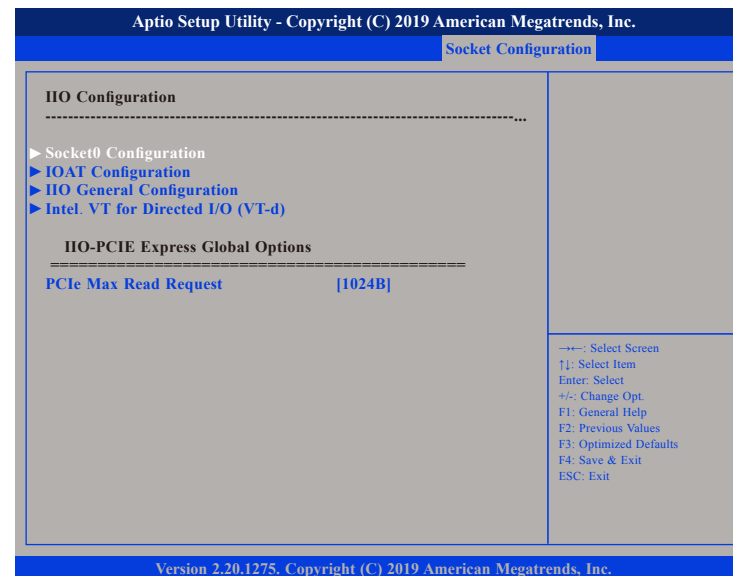 Aptio Setup Utility - Copyright (C) 2019 American Megatrends, Inc.
Socket Configuration
IIO Configuration
--------------------------------------------------------------------------------...
► Socket0 Configuration
► IOAT Configuration
► IIO General Configuration
► Intel. VT for Directed I/O (VT-d)
IIO-PCIE Express Global Options
============================================
PCIe Max Read Request [1024B]
→←: Select Screen
↑↓: Select Item
Enter: Select
+/-: Change Opt.
F1: General Help
F2: Previous Values
F3: Optimized Defaults
F4: Save & Exit
ESC: Exit
Version 2.20.1275. Copyright (C) 2019 American Megatrends, Inc.